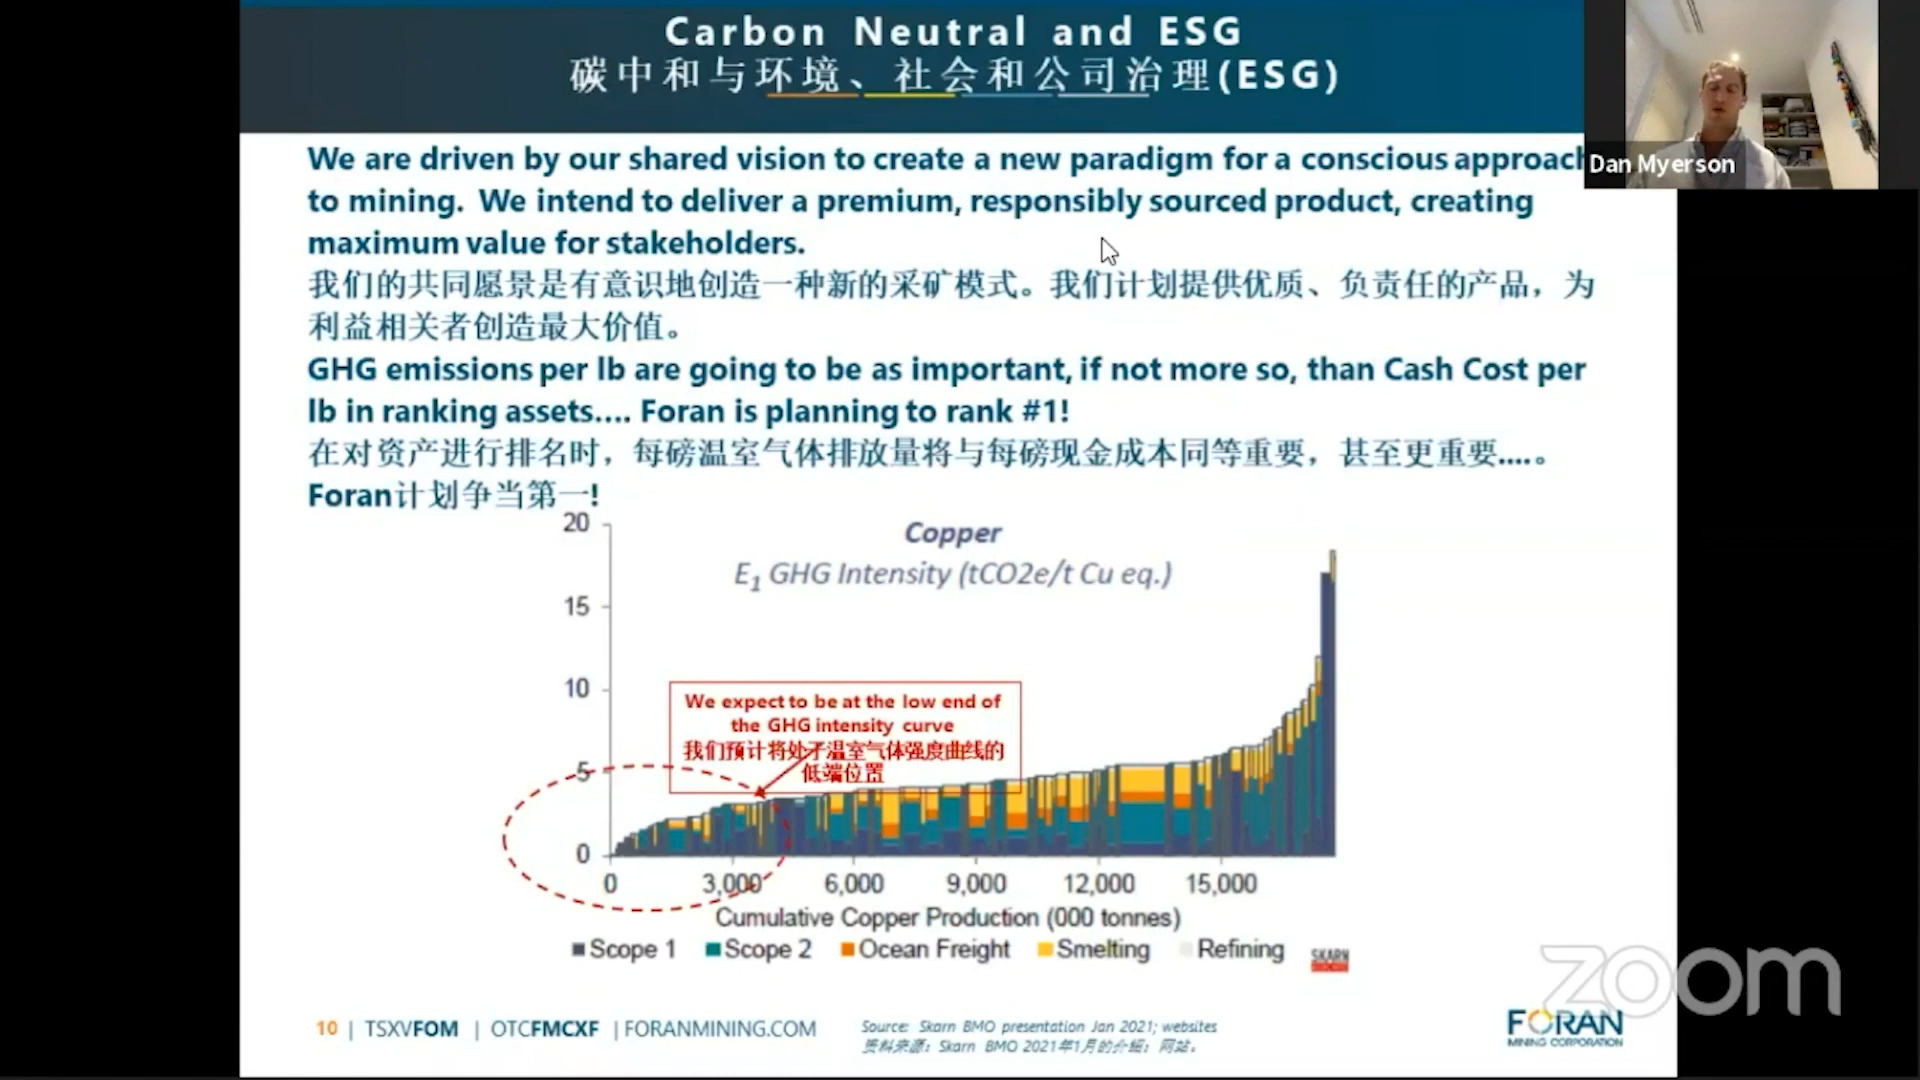 Carbon Neutral and ESG
碳中和与环境、社会和公司治理(ESG)
Dan Myerson
We are driven by our shared vision to create a new paradigm for a conscious approach
to mining. We intend to deliver a premium, responsibly sourced product, creating
maximum value for stakeholders.
我们的共同愿景是有意识地创造一种新的采矿模式。我们计划提供优质、负责任的产品，为
利益相关者创造最大价值。
GHG emissions per lb are going to be as important, if not more so, than Cash Cost per
lb in ranking assets.... Foran is planning to rank #1!
在对资产进行排名时，每磅温室气体排放量将与每磅现金成本同等重要，甚至更重要....。
Foran计划争当第一!
Copper
E1 GHG Intensity (tCO2e/t Cu eq.)
20
15
10
5
0
We expect to be at the low end of
the GHG intensity curve
我们预计将处于温室气体强度曲线的
低端位置
0 3,000 6,000 9,000 12,000 15,000
Cumulative Copper Production (000 tonnes)
Scope 1 Scope 2 Ocean Freight Smelting Refining
SKARN
10 | TSXVFOM | OTCFMCXF | FORANMINING.COM
Source: Skarn BMO presentation Jan 2021; websites
资料来源：Skarn BMO 2021年1月的介绍；网站。
FORAN
MINING CORPORATION
zoom